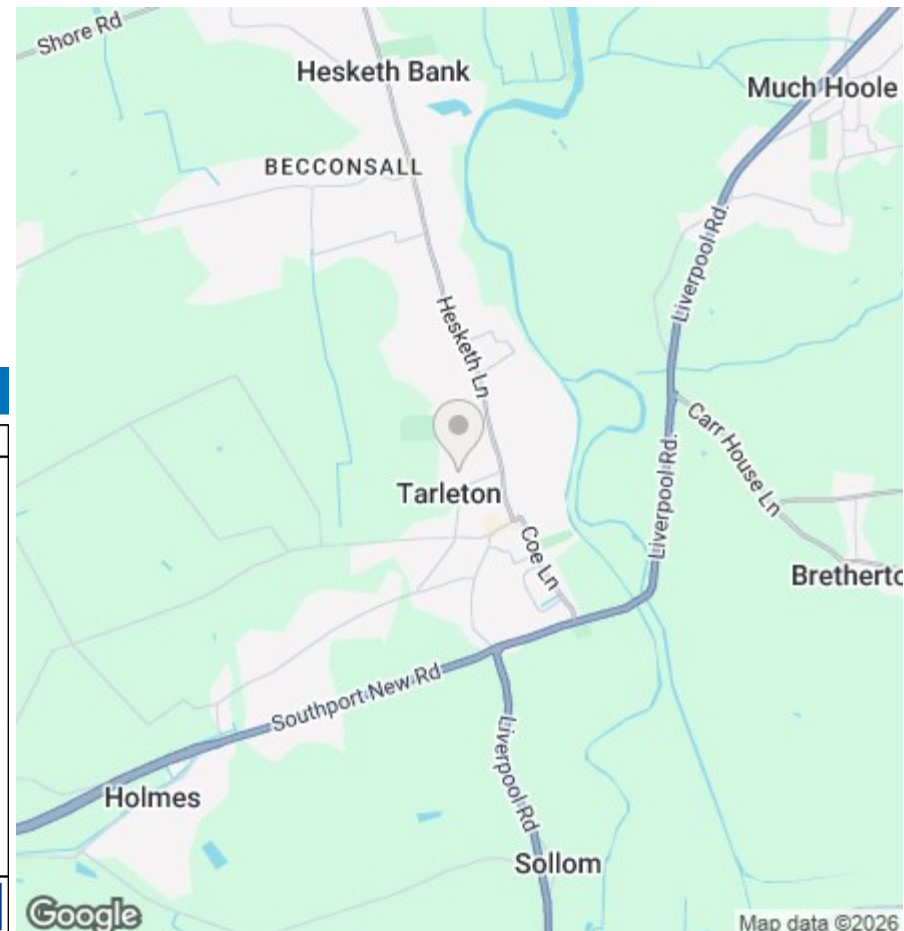 Shore Rd
Hesketh Bank
Much Hoole
BECCONSALL
Liverpool Rd.
Hesketh Ln
Carr House Ln
Tarleton
Liverpool Rd.
Coe Ln
Bretherto
Southport New Rd
Liverpool Rd
Holmes
Sollom
Google
Map data ©2026